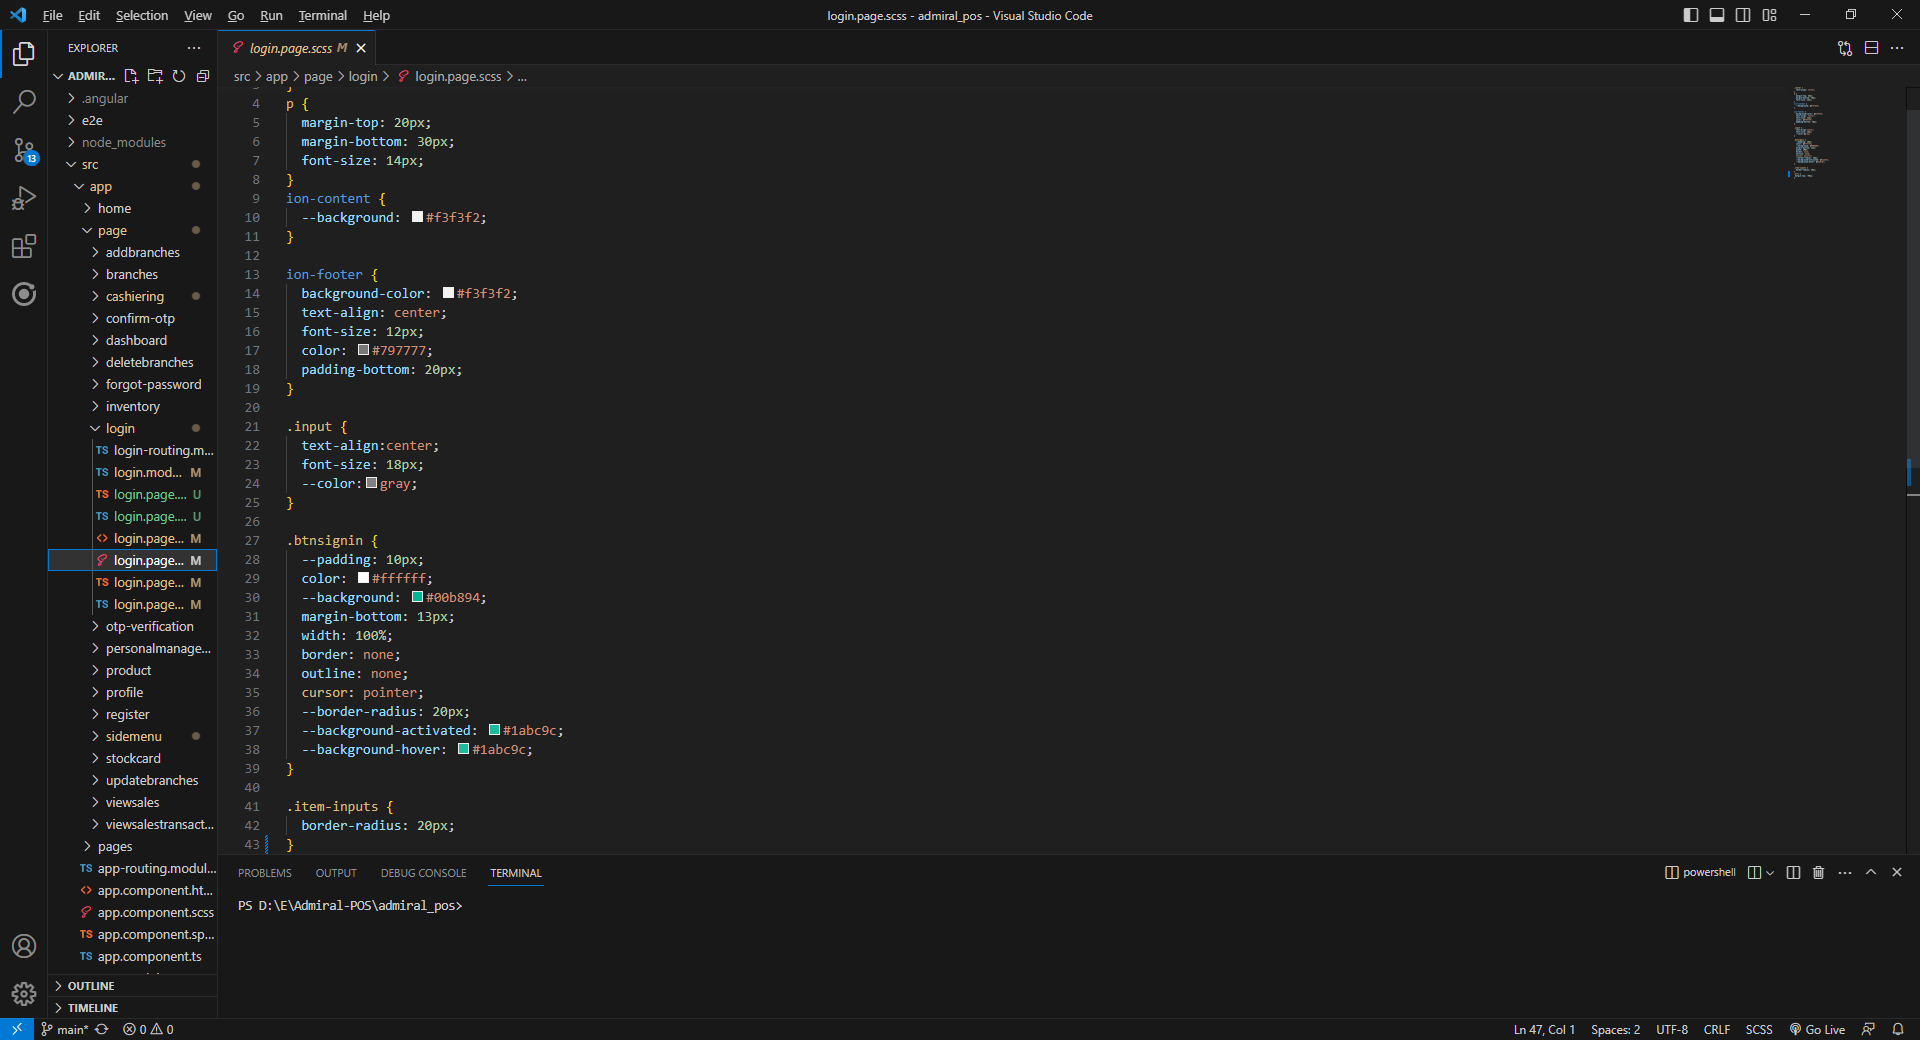 File Edit Selection View Go Run Terminal Help
login.page.scss - admiral_pos - Visual Studio Code
EXPLORER
ADMIR...
.angular
e2e
node_modules
src
app
home
page
addbranches
branches
cashiering
confirm-otp
dashboard
deletebranches
forgot-password
inventory
login
TS login-routing.m...
TS login.mod... M
TS login.page.... U
TS login.page.... U
<> login.page... M
login.page... M
TS login.page... M
TS login.page... M
otp-verification
personalmanage...
product
profile
register
sidemenu
stockcard
updatebranches
viewsales
viewsalestransact...
pages
TS app-routing.modul...
<> app.component.ht...
app.component.scss
TS app.component.sp...
TS app.component.ts
OUTLINE
TIMELINE
13
login.page.scss M
src > app > page > login > login.page.scss > ...
4 p {
5 margin-top: 20px;
6 margin-bottom: 30px;
7 font-size: 14px;
8 }
9 ion-content {
10 --background: #f3f3f2;
11 }
12
13 ion-footer {
14 background-color: #f3f3f2;
15 text-align: center;
16 font-size: 12px;
17 color: #797777;
18 padding-bottom: 20px;
19 }
20
21 .input {
22 text-align:center;
23 font-size: 18px;
24 --color: gray;
25 }
26
27 .btnsignin {
28 --padding: 10px;
29 color: #ffffff;
30 --background: #00b894;
31 margin-bottom: 13px;
32 width: 100%;
33 border: none;
34 outline: none;
35 cursor: pointer;
36 --border-radius: 20px;
37 --background-activated: #1abc9c;
38 --background-hover: #1abc9c;
39 }
40
41 .item-inputs {
42 border-radius: 20px;
43 }
PROBLEMS OUTPUT DEBUG CONSOLE TERMINAL
powershell
PS D:\E\Admiral-POS\admiral_pos>
main* 0 0
Ln 47, Col 1 Spaces: 2 UTF-8 CRLF SCSS Go Live